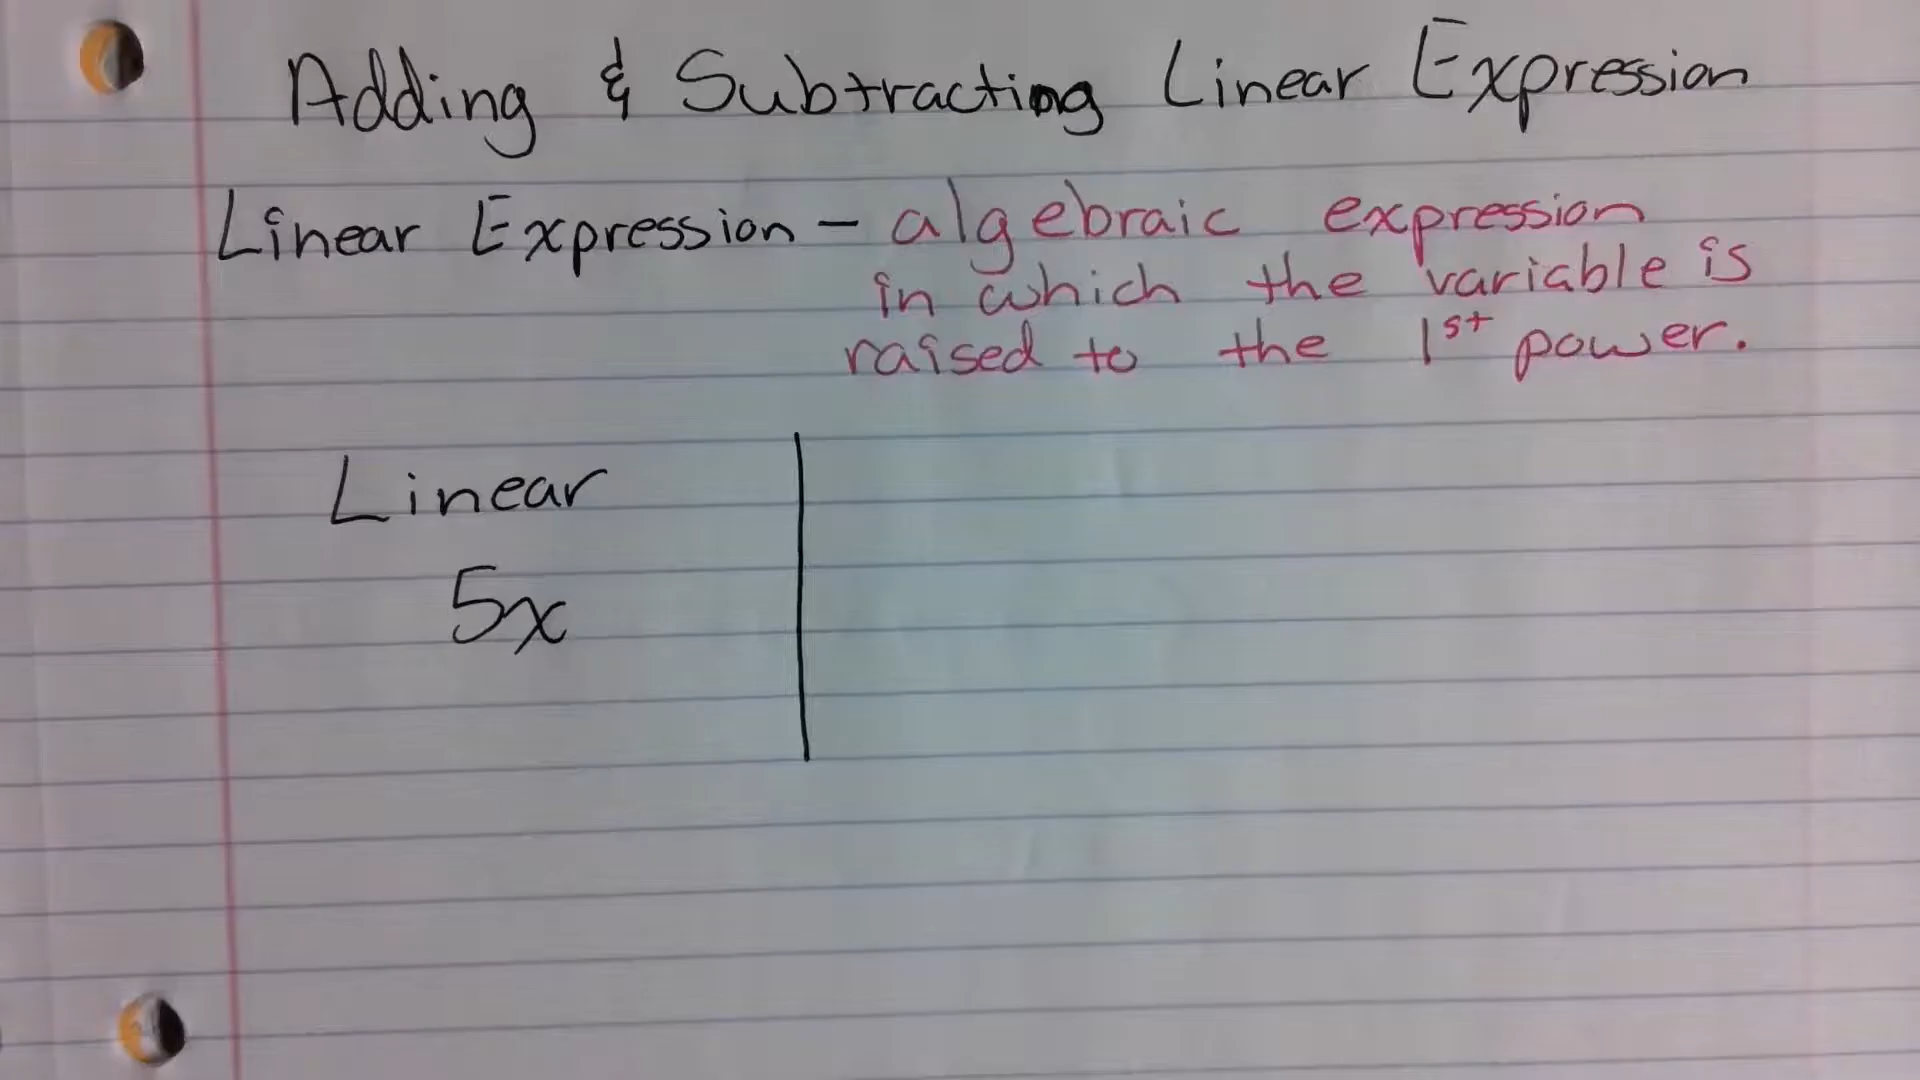 Adding & Subtracting Linear Expression
Linear Expression - algebraic expression
in which the variable is
raised to the 1st power.
Linear
5x